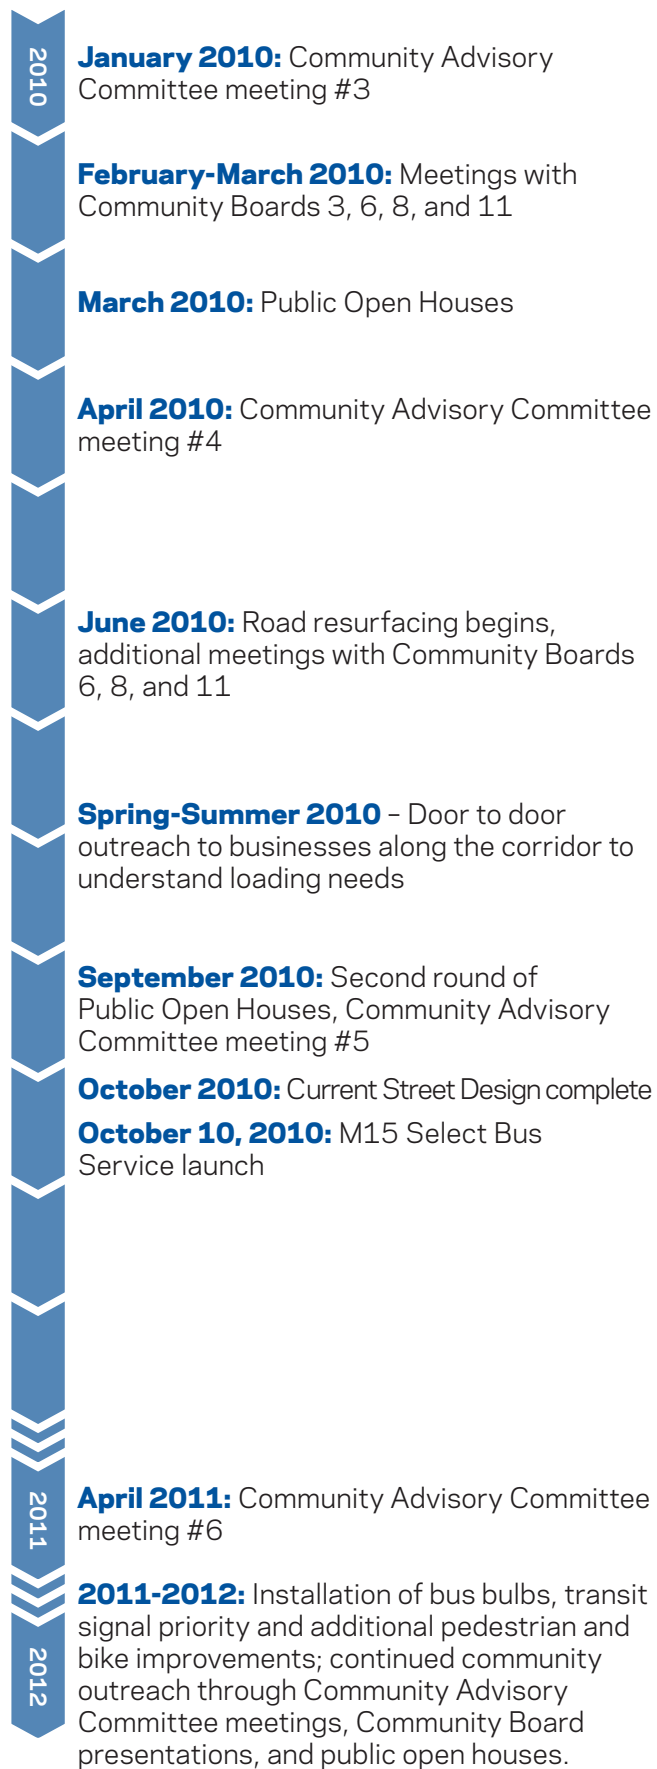 2010
January 2010: Community Advisory
Committee meeting #3
February-March 2010: Meetings with
Community Boards 3, 6, 8, and 11
March 2010: Public Open Houses
April 2010: Community Advisory Committee
meeting #4
June 2010: Road resurfacing begins,
additional meetings with Community Boards
6, 8, and 11
Spring-Summer 2010 – Door to door
outreach to businesses along the corridor to
understand loading needs
September 2010: Second round of
Public Open Houses, Community Advisory
Committee meeting #5
October 2010: Current Street Design complete
October 10, 2010: M15 Select Bus
Service launch
2011
April 2011: Community Advisory Committee
meeting #6
2011-2012: Installation of bus bulbs, transit
signal priority and additional pedestrian and
bike improvements; continued community
outreach through Community Advisory
Committee meetings, Community Board
presentations, and public open houses.
2012